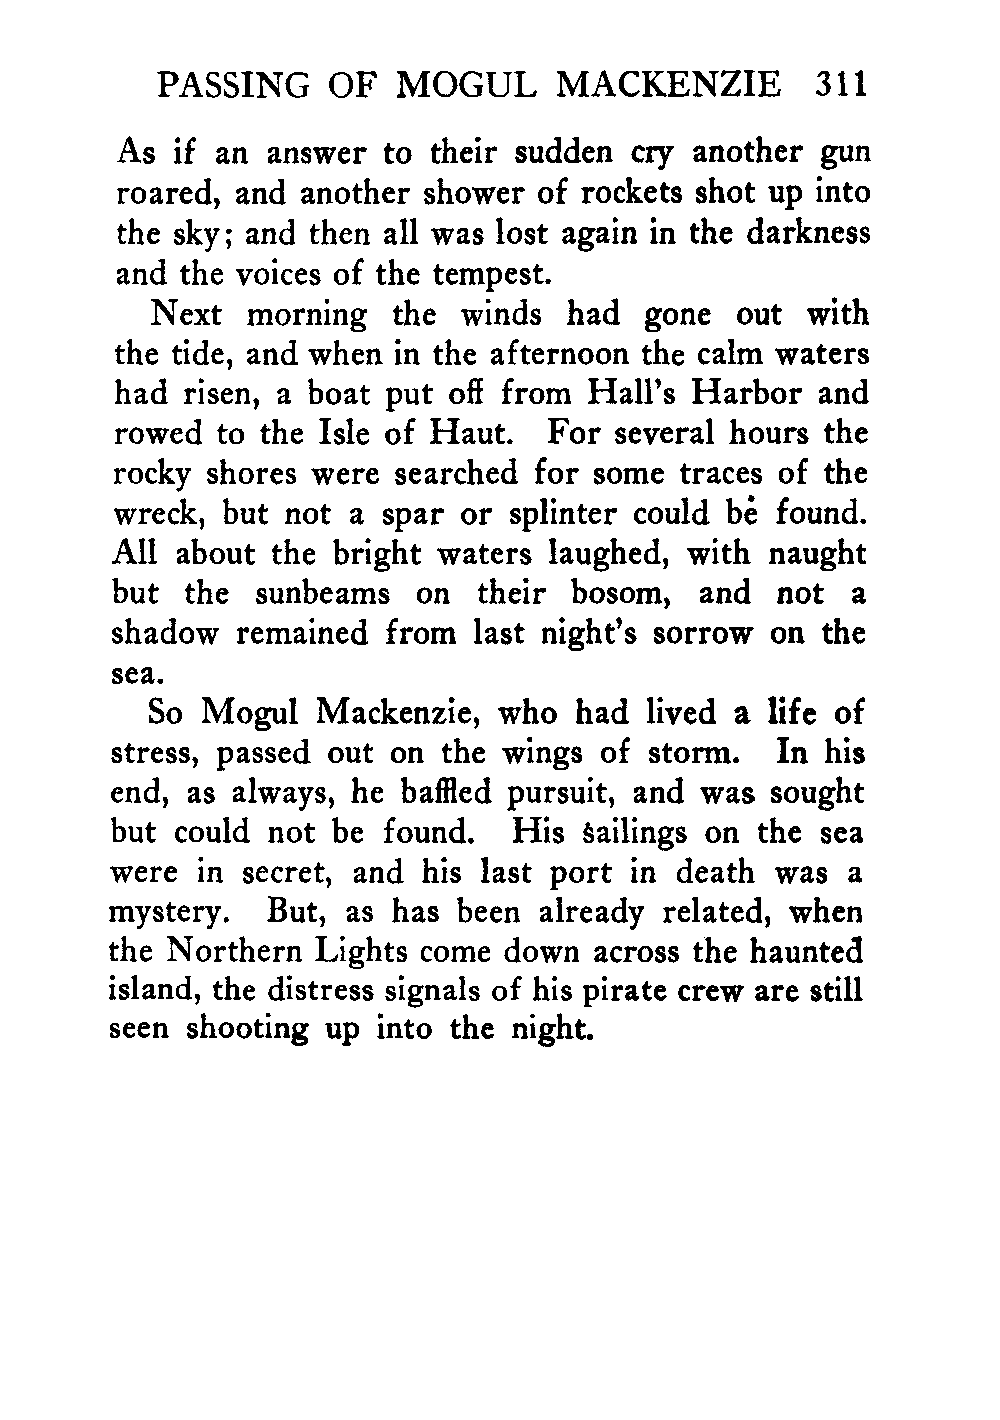 PASSING OF MOGUL MACKENZIE 311
As if an answer to their sudden cry another gun
roared, and another shower of rockets shot up into
the sky; and then all was lost again in the darkness
and the voices of the tempest.
Next morning the winds had gone out with
the tide, and when in the afternoon the calm waters
had risen, a boat put off from Hall's Harbor and
rowed to the Isle of Haut. For several hours the
rocky shores were searched for some traces of the
wreck, but not a spar or splinter could be found.
All about the bright waters laughed, with naught
but the sunbeams on their bosom, and not a
shadow remained from last night's sorrow on the
sea.
So Mogul Mackenzie, who had lived a life of
stress, passed out on the wings of storm. In his
end, as always, he baffled pursuit, and was sought
but could not be found. His sailings on the sea
were in secret, and his last port in death was a
mystery. But, as has been already related, when
the Northern Lights come down across the haunted
island, the distress signals of his pirate crew are still
seen shooting up into the night.